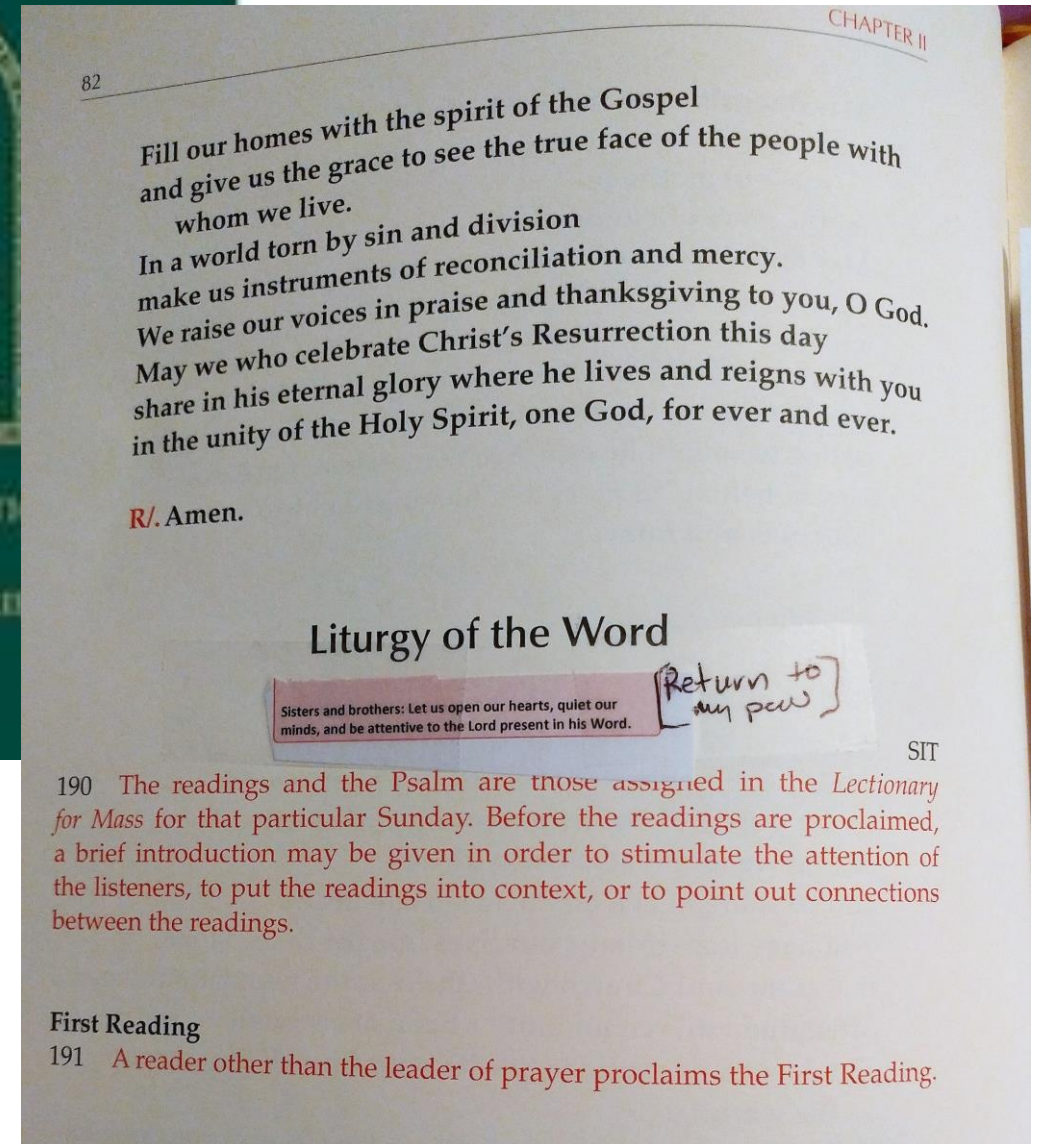 82
CHAPTER II
Fill our homes with the spirit of the Gospel
and give us the grace to see the true face of the people with
whom we live.
In a world torn by sin and division
make us instruments of reconciliation and mercy.
We raise our voices in praise and thanksgiving to you, O God.
May we who celebrate Christ's Resurrection this day
share in his eternal glory where he lives and reigns with you
in the unity of the Holy Spirit, one God, for ever and ever.
R/. Amen.
Liturgy of the Word
Sisters and brothers: Let us open our hearts, quiet our
minds, and be attentive to the Lord present in his Word.
[Return to
my pew]
SIT
190 The readings and the Psalm are those assigned in the Lectionary
for Mass for that particular Sunday. Before the readings are proclaimed,
a brief introduction may be given in order to stimulate the attention of
the listeners, to put the readings into context, or to point out connections
between the readings.
First Reading
191 A reader other than the leader of prayer proclaims the First Reading.